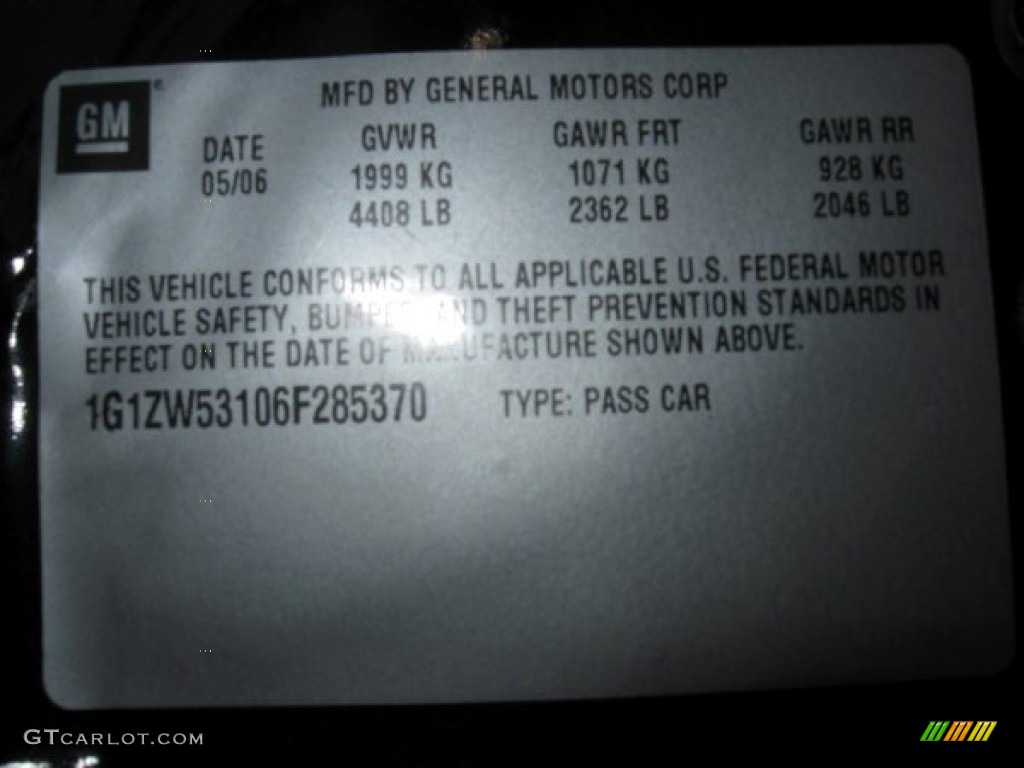 GM
MFD BY GENERAL MOTORS CORP
DATE GVWR GAWR FRT GAWR RR
05/06 1999 KG 1071 KG 928 KG
4408 LB 2362 LB 2046 LB
THIS VEHICLE CONFORMS TO ALL APPLICABLE U.S. FEDERAL MOTOR
VEHICLE SAFETY, BUMPER AND THEFT PREVENTION STANDARDS IN
EFFECT ON THE DATE OF MANUFACTURE SHOWN ABOVE.
1G1ZW53106F285370 TYPE: PASS CAR
GTCARLOT.COM